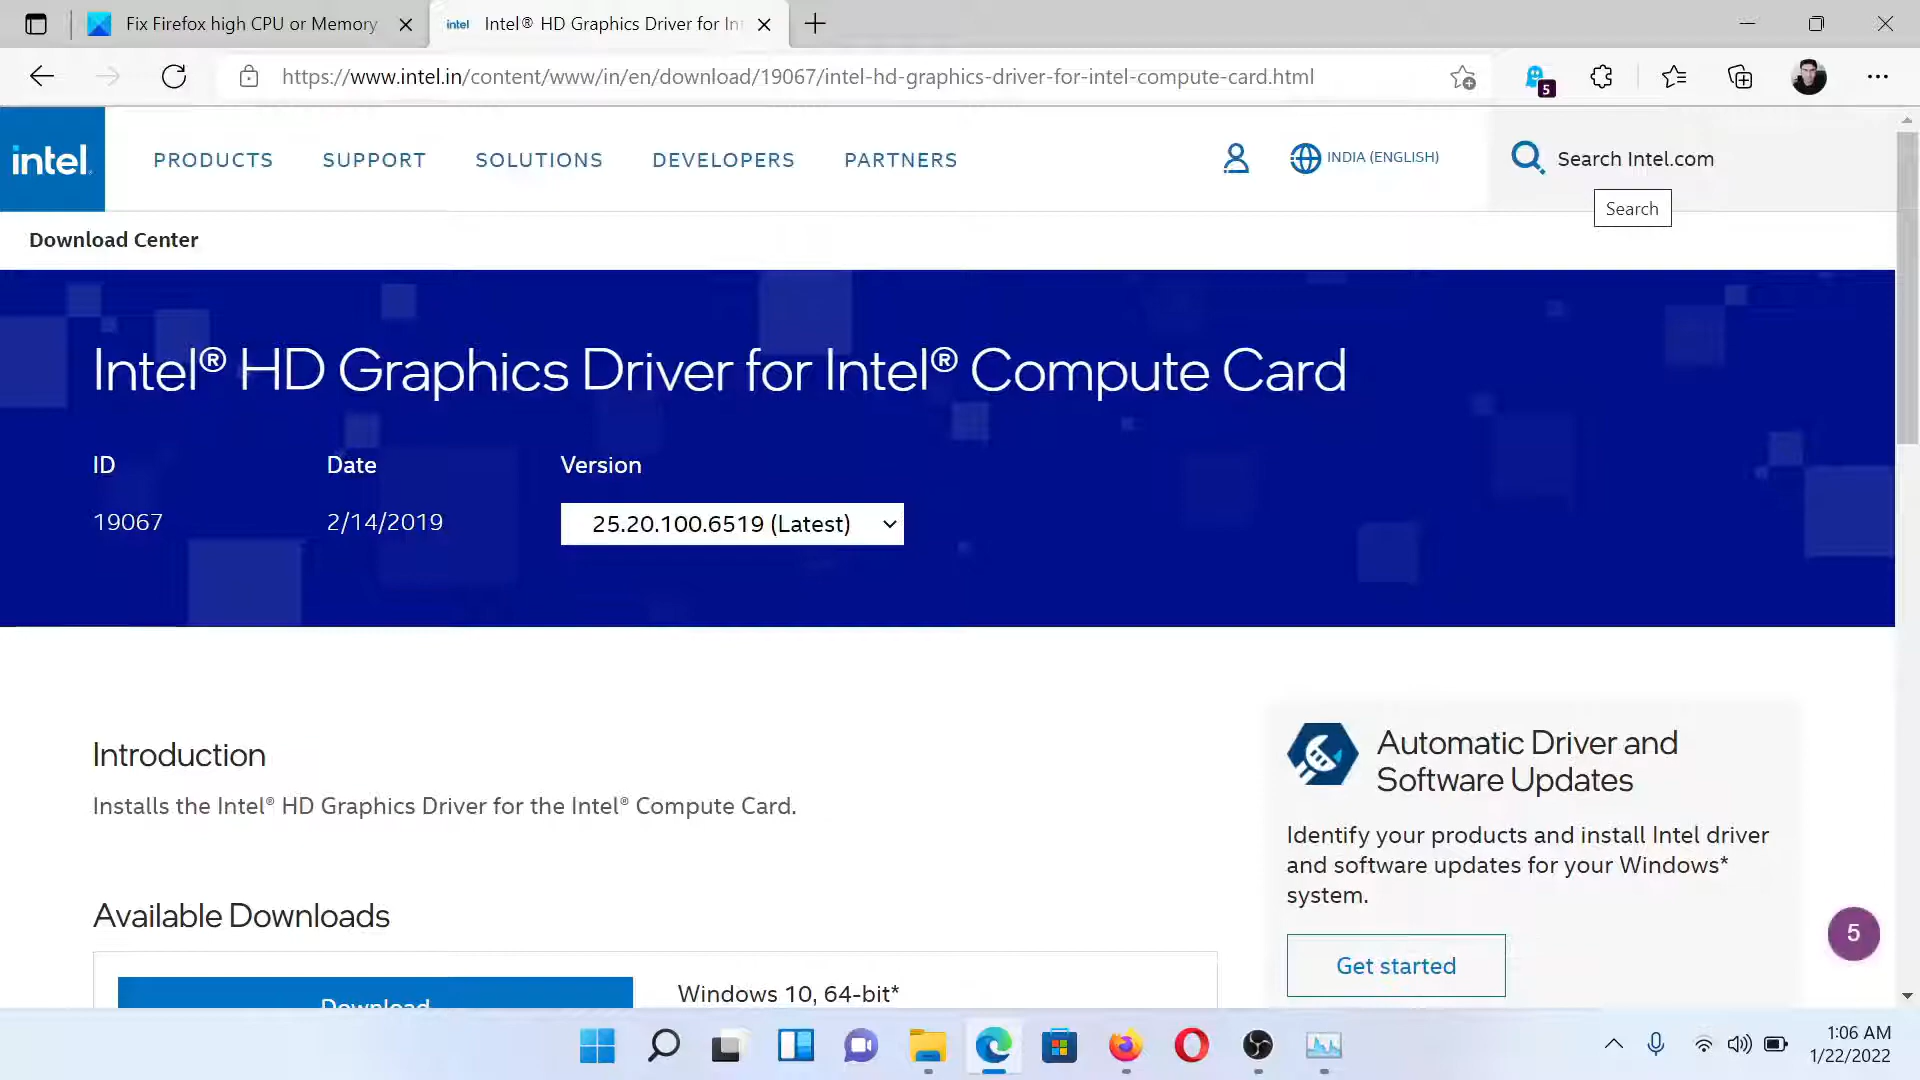 Fix Firefox high CPU or Memory
intel Intel® HD Graphics Driver for Int
https://www.intel.in/content/www/in/en/download/19067/intel-hd-graphics-driver-for-intel-compute-card.html
5
intel.
PRODUCTS SUPPORT SOLUTIONS DEVELOPERS PARTNERS
INDIA (ENGLISH)
Search Intel.com
Search
Download Center
Intel® HD Graphics Driver for Intel® Compute Card
ID Date Version
19067 2/14/2019 25.20.100.6519 (Latest)
Introduction
Installs the Intel® HD Graphics Driver for the Intel® Compute Card.
Available Downloads
Download
Windows 10, 64-bit*
Automatic Driver and
Software Updates
Identify your products and install Intel driver
and software updates for your Windows*
system.
Get started
5
1:06 AM
1/22/2022